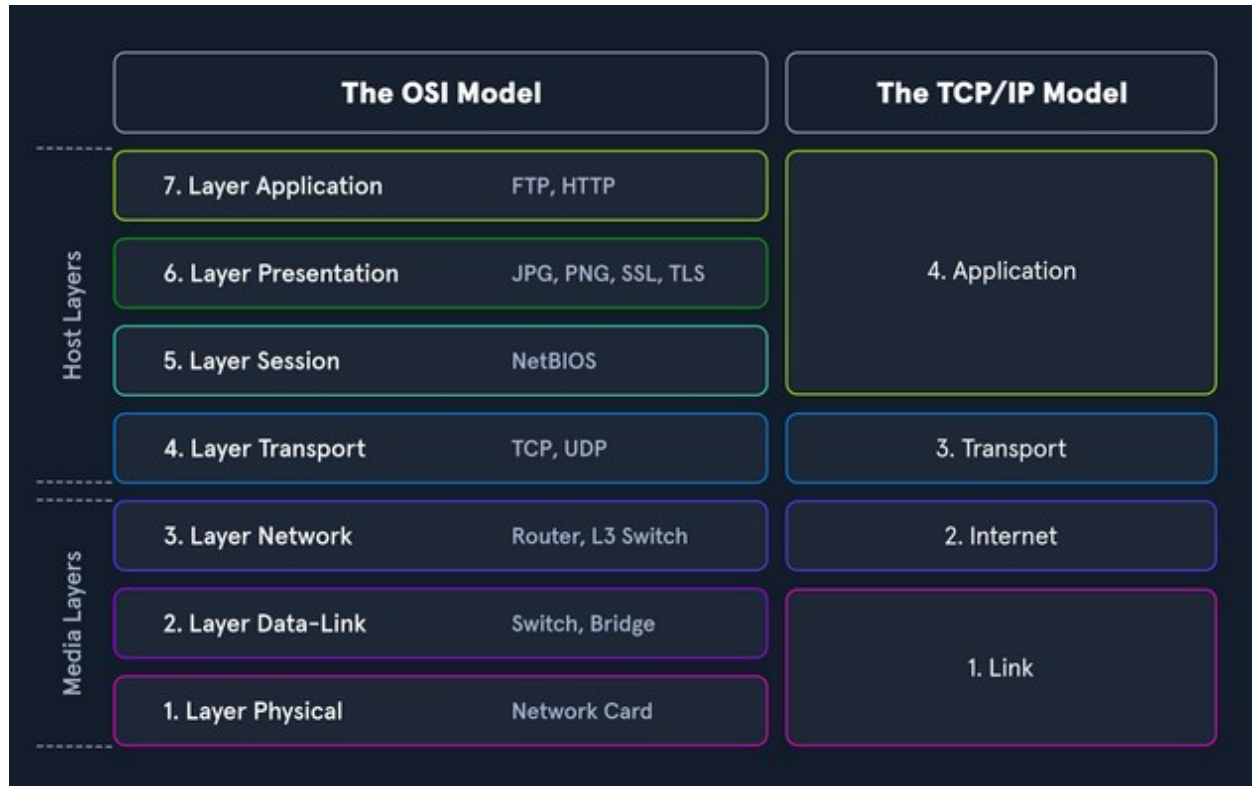 The OSI Model
The TCP/IP Model
Host Layers
7. Layer Application FTP, HTTP
6. Layer Presentation JPG, PNG, SSL, TLS
5. Layer Session NetBIOS
4. Layer Transport TCP, UDP
4. Application
3. Transport
Media Layers
3. Layer Network Router, L3 Switch
2. Layer Data-Link Switch, Bridge
1. Layer Physical Network Card
2. Internet
1. Link